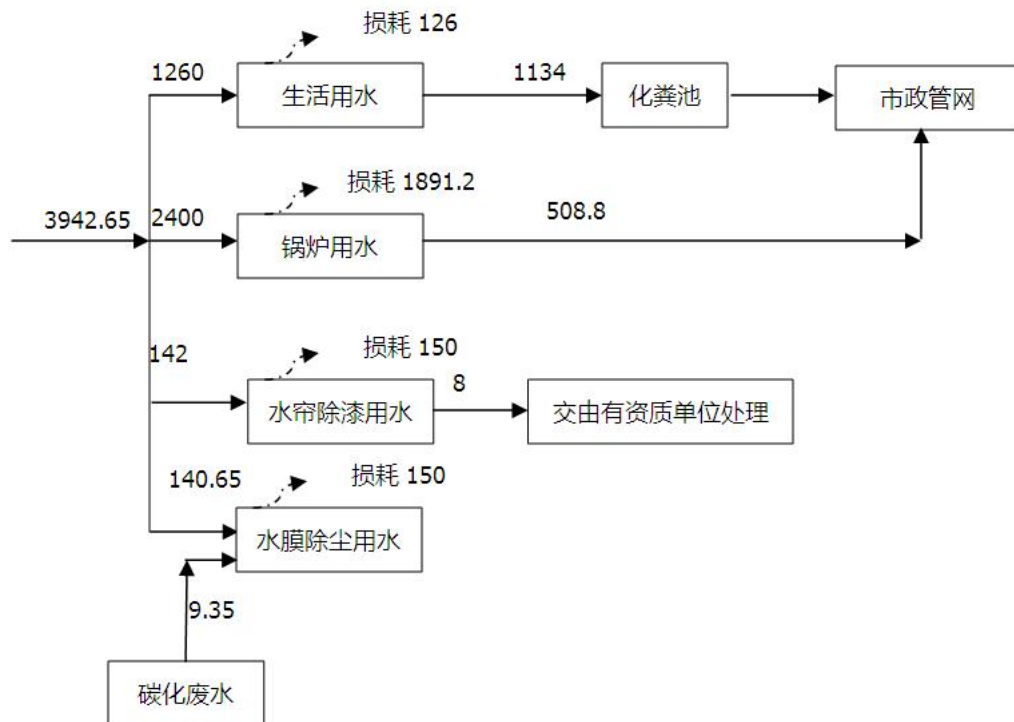 损耗 126
1260
生活用水
1134
化粪池
市政管网
损耗 1891.2
3942.65
2400
锅炉用水
508.8
损耗 150
142
水帘除漆用水
8
交由有资质单位处理
损耗 150
140.65
水膜除尘用水
9.35
碳化废水